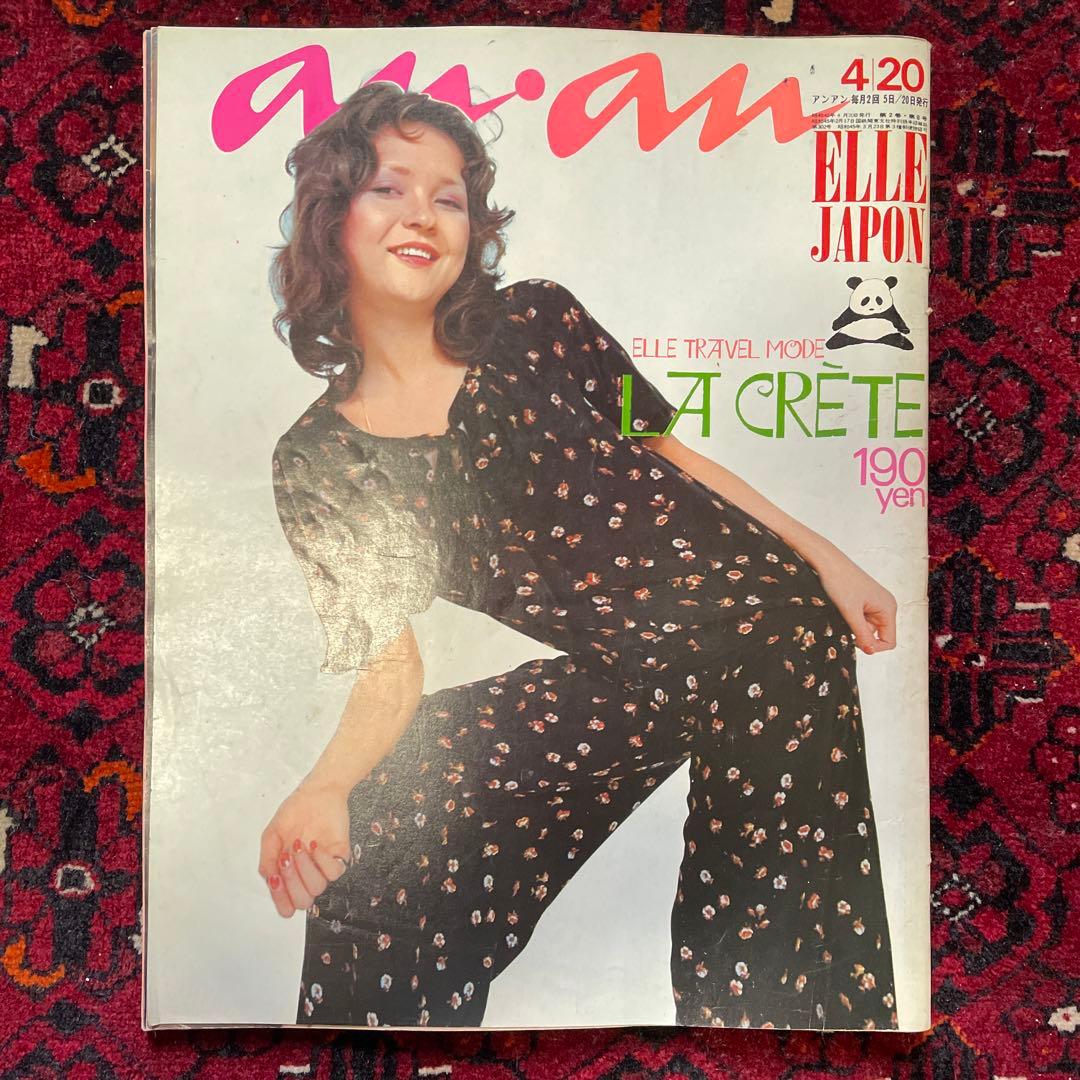 an·an
4|20
アンアン 毎月2回 5日/20日発行
ELLE
JAPON
ELLE TRAVEL MODE
LA CRÈTE
190
yen